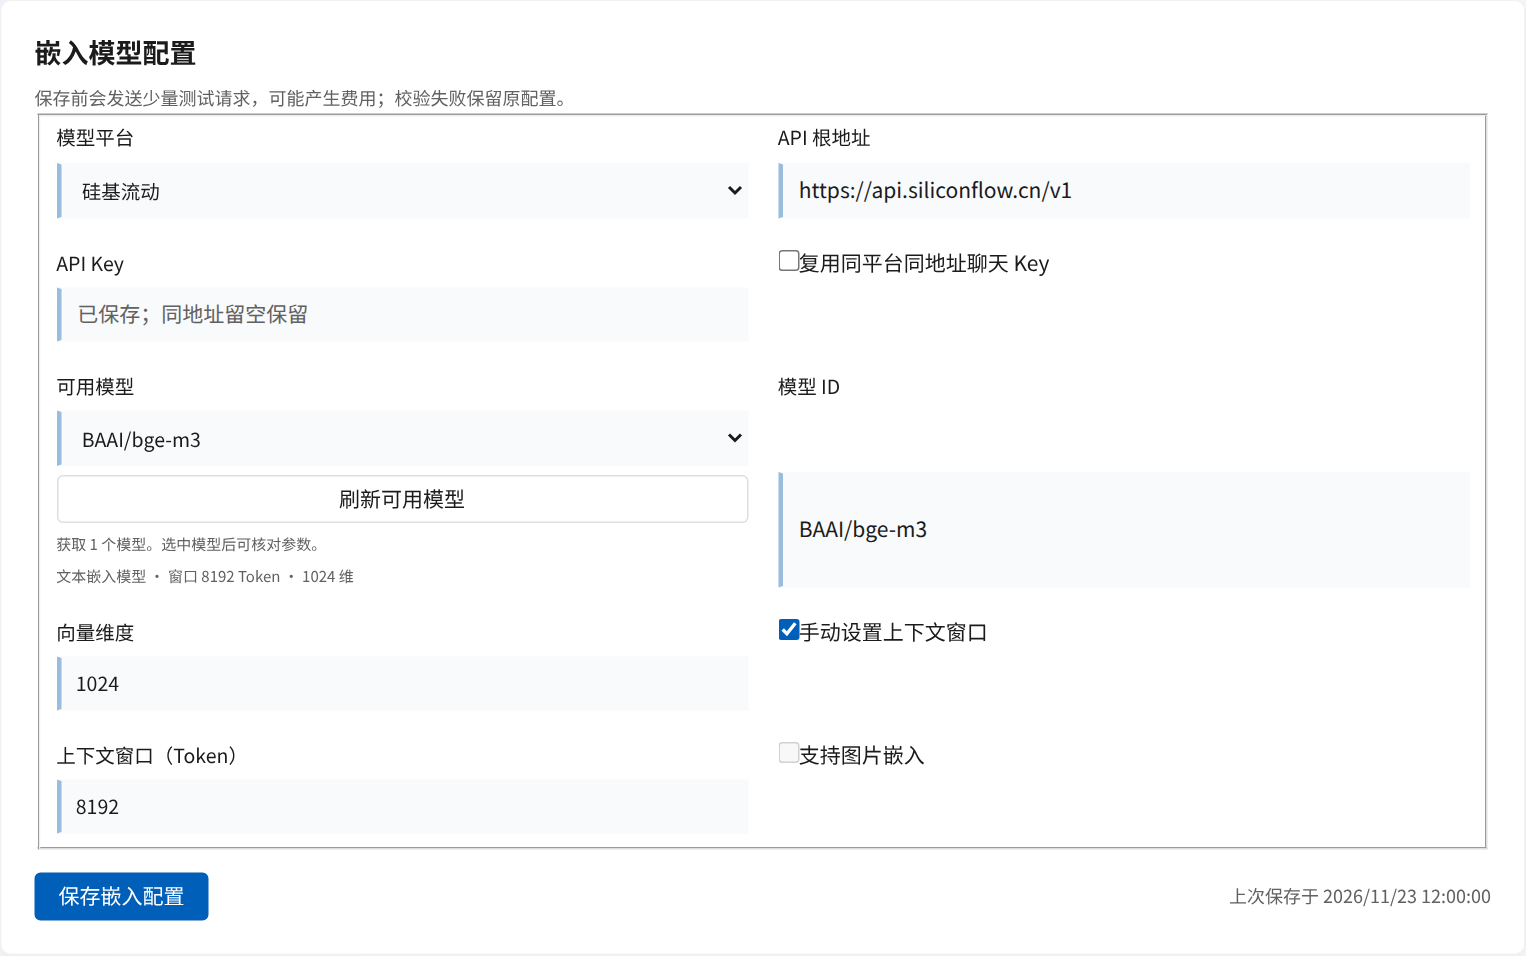 嵌入模型配置
保存前会发送少量测试请求，可能产生费用；校验失败保留原配置。
模型平台
硅基流动
API 根地址
https://api.siliconflow.cn/v1
API Key
已保存；同地址留空保留
复用同平台同地址聊天 Key
可用模型
BAAI/bge-m3
刷新可用模型
获取 1 个模型。选中模型后可核对参数。
文本嵌入模型 · 窗口 8192 Token · 1024 维
模型 ID
BAAI/bge-m3
向量维度
1024
手动设置上下文窗口
上下文窗口（Token）
8192
支持图片嵌入
保存嵌入配置
上次保存于 2026/11/23 12:00:00